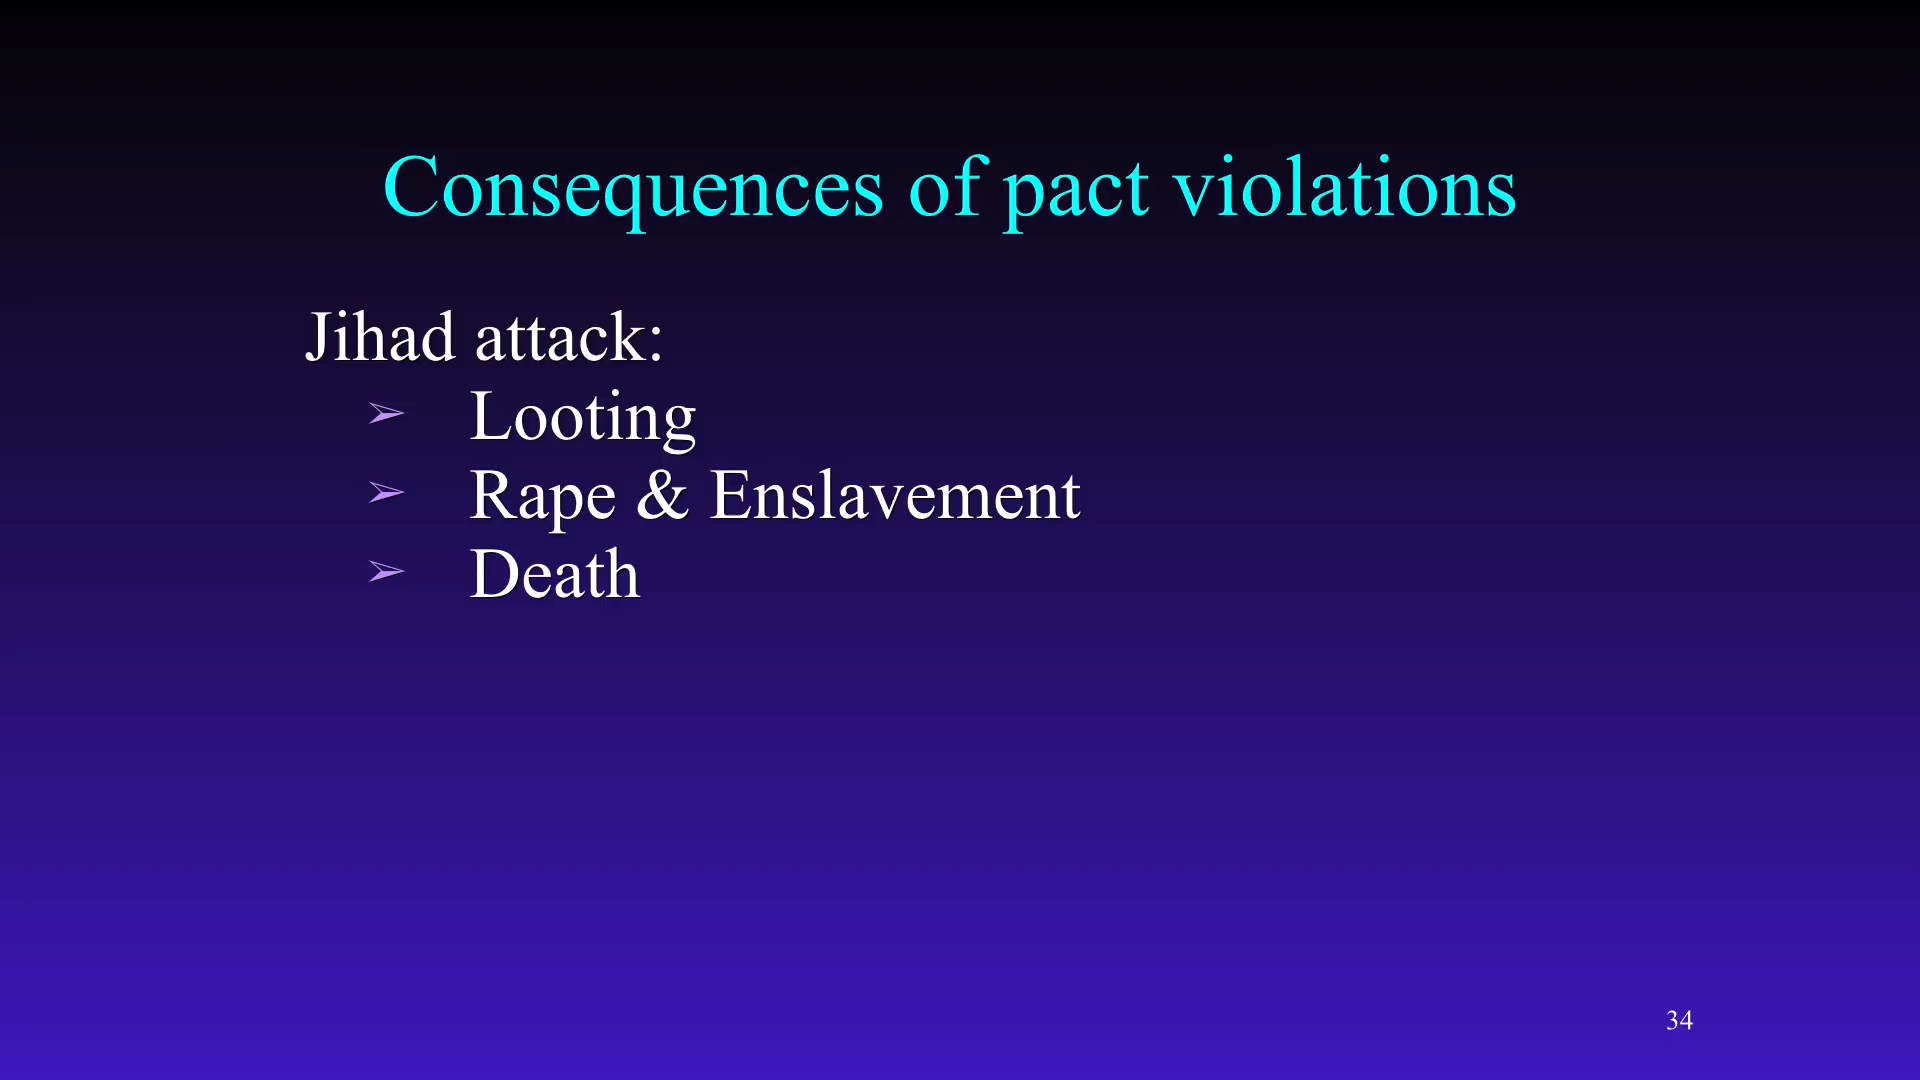 Consequences of pact violations
Jihad attack:
➢ Looting
➢ Rape & Enslavement
➢ Death
34